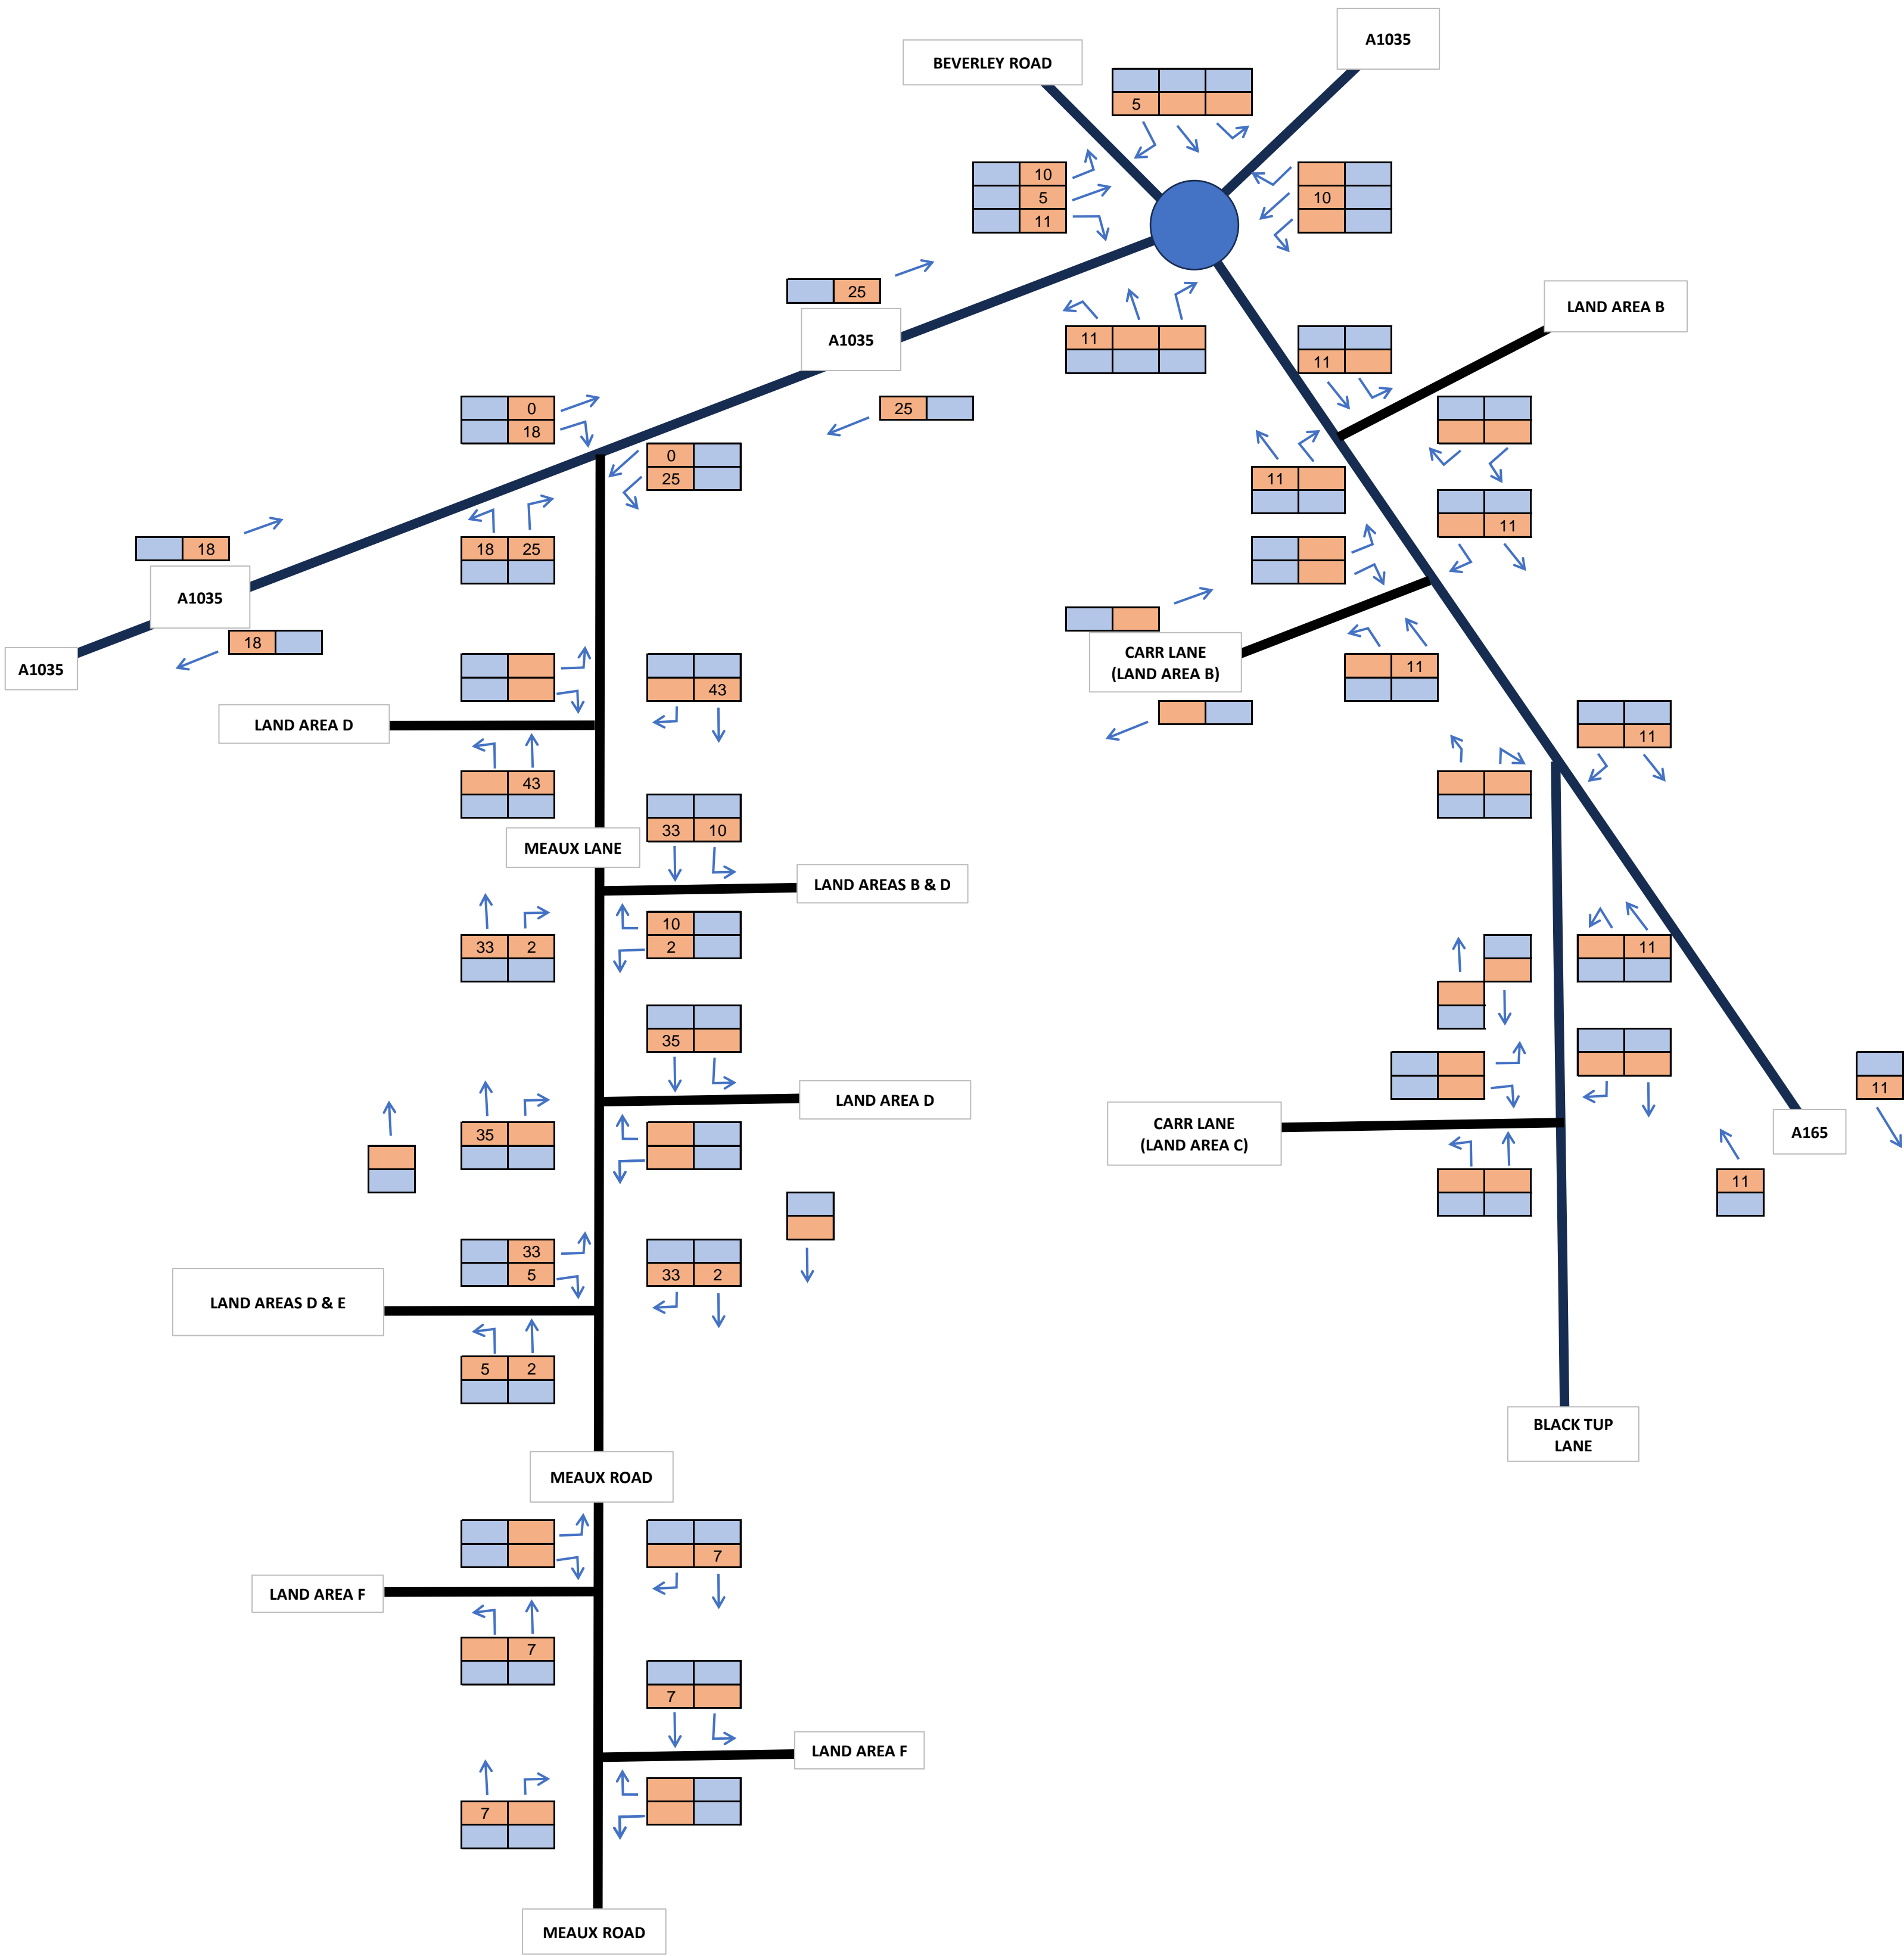 A1035
BEVERLEY ROAD
5
10
5
11
10
25
LAND AREA B
A1035
11
11
0
18
25
0
25
11
11
18
18 25
A1035
18
A1035
CARR LANE
(LAND AREA B)
11
43
LAND AREA D
11
43
33 10
MEAUX LANE
LAND AREAS B & D
10
33 2
2
11
35
LAND AREA D
11
CARR LANE
(LAND AREA C)
A165
35
11
33
5
33 2
LAND AREAS D & E
5 2
BLACK TUP
LANE
MEAUX ROAD
7
LAND AREA F
7
7
LAND AREA F
7
MEAUX ROAD